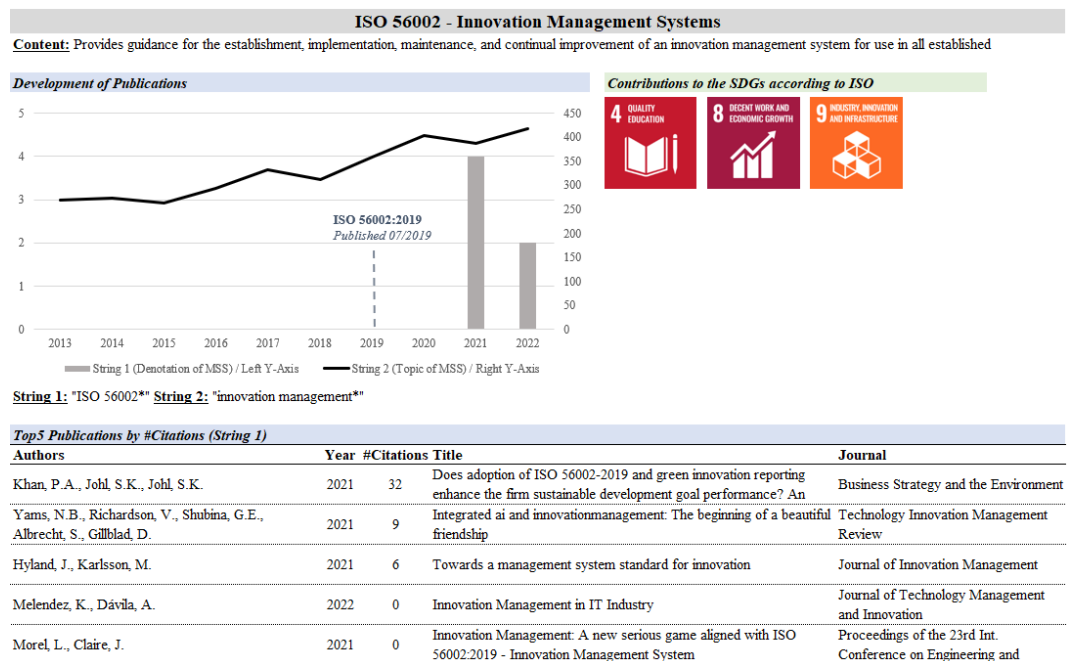 ISO 56002 - Innovation Management Systems
Content: Provides guidance for the establishment, implementation, maintenance, and continual improvement of an innovation management system for use in all established
Development of Publications
5
4
3
2
1
0
450
400
350
300
250
200
150
100
50
0
ISO 56002:2019
Published 07/2019
2013 2014 2015 2016 2017 2018 2019 2020 2021 2022
String 1 (Denotation of MSS) / Left Y-Axis
String 2 (Topic of MSS) / Right Y-Axis
Contributions to the SDGs according to ISO
4 QUALITY
EDUCATION
8 DECENT WORK AND
ECONOMIC GROWTH
9 INDUSTRY, INNOVATION
AND INFRASTRUCTURE
String 1: "ISO 56002*" String 2: "innovation management*"
Top5 Publications by #Citations (String 1)
Authors Year #Citations Title Journal
Khan, P.A., Johl, S.K., Johl, S.K. 2021 32 Does adoption of ISO 56002-2019 and green innovation reporting
enhance the firm sustainable development goal performance? An
Business Strategy and the Environment
Yams, N.B., Richardson, V., Shubina, G.E.,
Albrecht, S., Gillblad, D.
2021 9 Integrated ai and innovationmanagement: The beginning of a beautiful
friendship
Technology Innovation Management
Review
Hyland, J., Karlsson, M. 2021 6 Towards a management system standard for innovation Journal of Innovation Management
Melendez, K., Dávila, A. 2022 0 Innovation Management in IT Industry
Journal of Technology Management
and Innovation
Morel, L., Claire, J. 2021 0 Innovation Management: A new serious game aligned with ISO
56002:2019 - Innovation Management System
Proceedings of the 23rd Int.
Conference on Engineering and